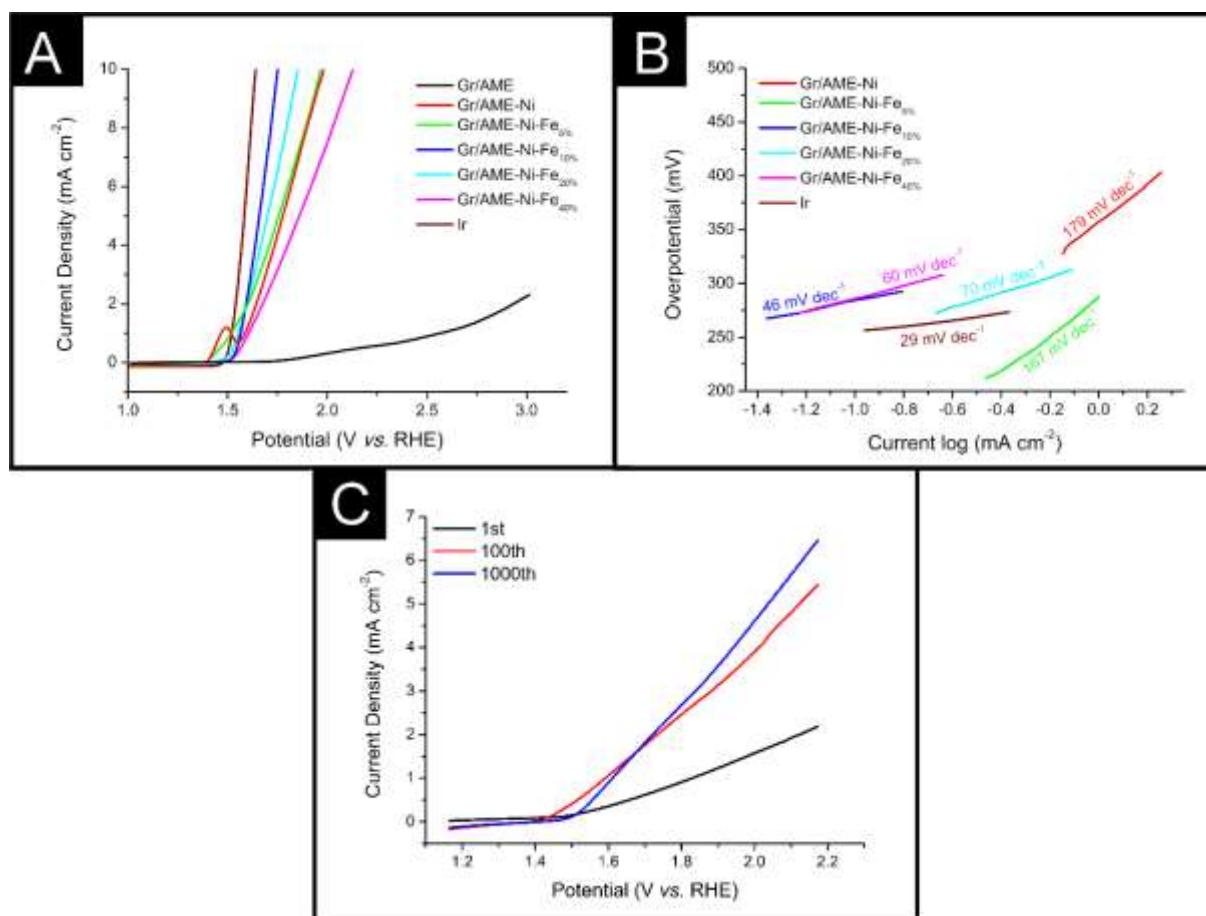 A
10
8
6
4
2
0
Current Density (mA cm⁻²)
1.0
1.5
2.0
2.5
3.0
Potential (V vs. RHE)
Gr/AME
Gr/AME-Ni
Gr/AME-Ni-Fe₅%
Gr/AME-Ni-Fe₁₀%
Gr/AME-Ni-Fe₂₀%
Gr/AME-Ni-Fe₄₀%
Ir
B
500
450
400
350
300
250
200
Overpotential (mV)
-1.4
-1.2
-1.0
-0.8
-0.6
-0.4
-0.2
0.0
0.2
Current log (mA cm⁻²)
Gr/AME-Ni
Gr/AME-Ni-Fe₅%
Gr/AME-Ni-Fe₁₀%
Gr/AME-Ni-Fe₂₀%
Gr/AME-Ni-Fe₄₀%
Ir
179 mV dec⁻¹
60 mV dec⁻¹
46 mV dec⁻¹
70 mV dec⁻¹
29 mV dec⁻¹
167 mV dec⁻¹
C
7
6
5
4
3
2
1
0
Current Density (mA cm⁻²)
1.2
1.4
1.6
1.8
2.0
2.2
Potential (V vs. RHE)
1st
100th
1000th